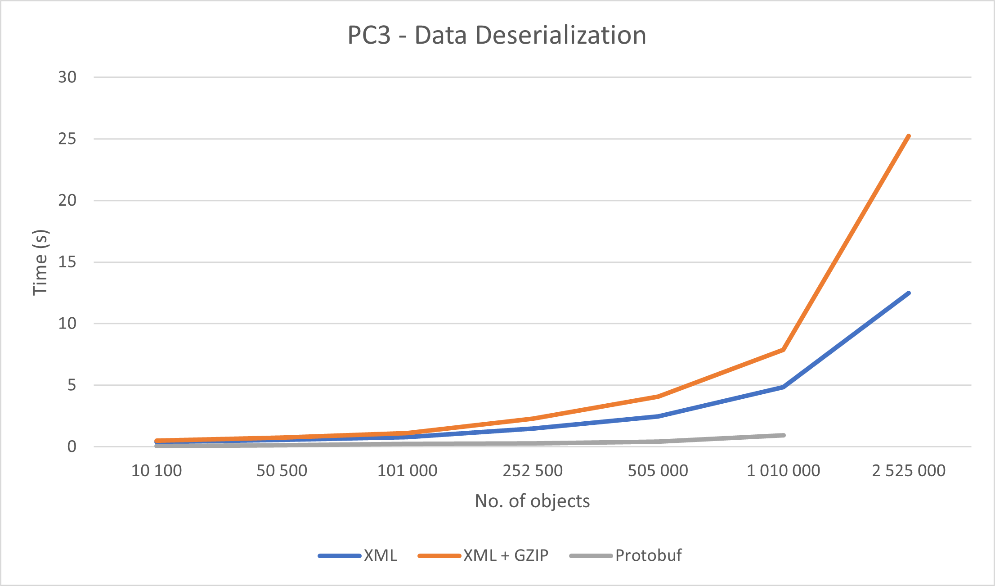 PC3 - Data Deserialization
30
25
20
15
10
5
0
Time (s)
10 100 50 500 101 000 252 500 505 000 1 010 000 2 525 000
No. of objects
XML XML + GZIP Protobuf